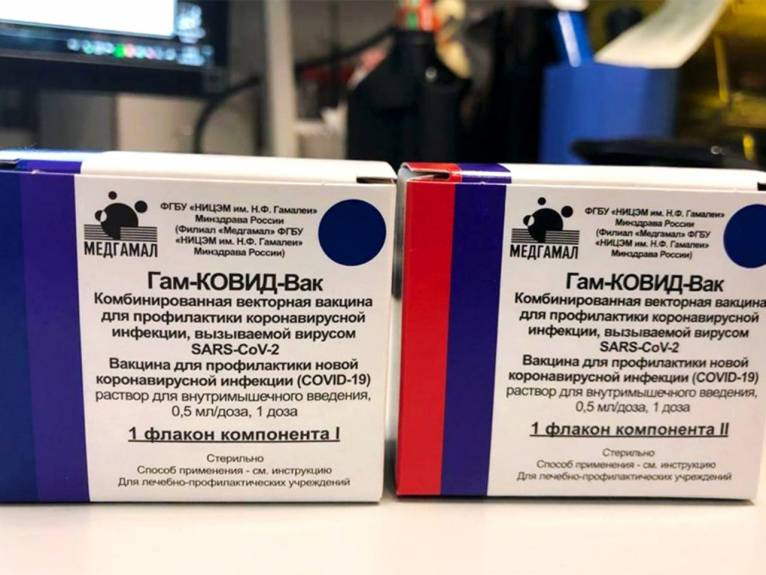 МЕДГАМАЛ
ФГБУ «НИЦЭМ им. Н.Ф. Гамалеи»
Минздрава России
(Филиал «Медгамал» ФГБУ
«НИЦЭМ им. Н.Ф. Гамалеи»
Минздрава России)
Гам-КОВИД-Вак
Комбинированная векторная вакцина
для профилактики коронавирусной
инфекции, вызываемой вирусом
SARS-CoV-2
Вакцина для профилактики новой
коронавирусной инфекции (COVID-19)
раствор для внутримышечного введения,
0,5 мл/доза, 1 доза
1 флакон компонента I
Стерильно
Способ применения - см. инструкцию
Для лечебно-профилактических учреждений
МЕДГАМАЛ
ФГБУ «НИЦЭМ им. Н.Ф. Гамалеи»
Минздрава России
(Филиал «Медгамал» ФГБУ
«НИЦЭМ им. Н.Ф. Гамалеи»
Минздрава России)
Гам-КОВИД-Вак
Комбинированная векторная вакцина
для профилактики коронавирусной
инфекции, вызываемой вирусом
SARS-CoV-2
Вакцина для профилактики новой
коронавирусной инфекции (COVID-19)
раствор для внутримышечного введения,
0,5 мл/доза, 1 доза
1 флакон компонента II
Стерильно
Способ применения - см. инструкцию
Для лечебно-профилактических учреждений